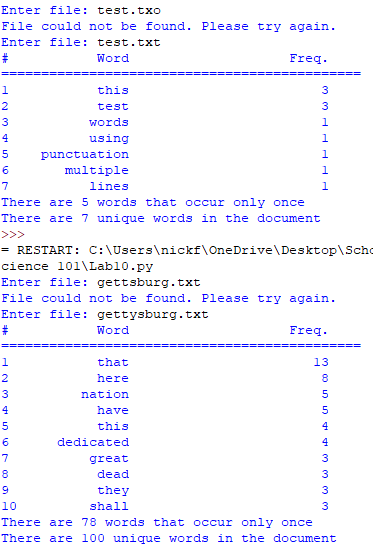 Enter file: test.txo
File could not be found. Please try again.
Enter file: test.txt
# Word Freq.
=============================================
1 this 3
2 test 3
3 words 1
4 using 1
5 punctuation 1
6 multiple 1
7 lines 1
There are 5 words that occur only once
There are 7 unique words in the document
>>>
= RESTART: C:\Users\nickf\OneDrive\Desktop\Scho
cience 101\Lab10.py
Enter file: gettsburg.txt
File could not be found. Please try again.
Enter file: gettysburg.txt
# Word Freq.
=============================================
1 that 13
2 here 8
3 nation 5
4 have 5
5 this 4
6 dedicated 4
7 great 3
8 dead 3
9 they 3
10 shall 3
There are 78 words that occur only once
There are 100 unique words in the document